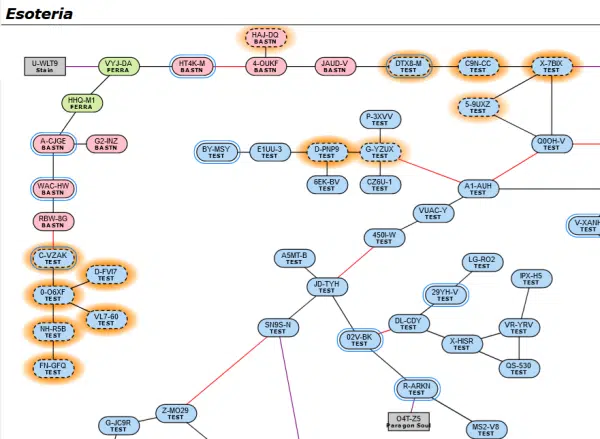 Esoteria
HAJ-DQ
BASTN
U-WLT9
Stain
VYJ-DA
FERRA
HT4K-M
BASTN
4-OUKF
BASTN
JAUD-V
BASTN
DTX8-M
TEST
C9N-CC
TEST
X-7BIX
TEST
HHQ-M1
FERRA
5-9UXZ
TEST
P-3XVV
TEST
A-CJGE
BASTN
G2-INZ
BASTN
BY-MSY
TEST
E1UU-3
TEST
D-PNP9
TEST
G-YZUX
TEST
Q0OH-V
TEST
WAC-HW
BASTN
6EK-BV
TEST
CZ6U-1
TEST
A1-AUH
TEST
RBW-8G
BASTN
VUAC-Y
TEST
V-XANH
450I-W
TEST
C-VZAK
TEST
A5MT-B
TEST
LG-RO2
TEST
D-FVI7
TEST
IPX-H5
TEST
0-O6XF
TEST
JD-TYH
TEST
29YH-V
TEST
VL7-60
TEST
SN9S-N
TEST
DL-CDY
TEST
VR-YRV
TEST
NH-R5B
TEST
02V-BK
TEST
X-HISR
TEST
FN-GFQ
TEST
QS-530
TEST
R-ARKN
TEST
Z-MO29
TEST
O4T-Z5
Paragon Soul
G-JC9R
TEST
MS2-V8
TEST